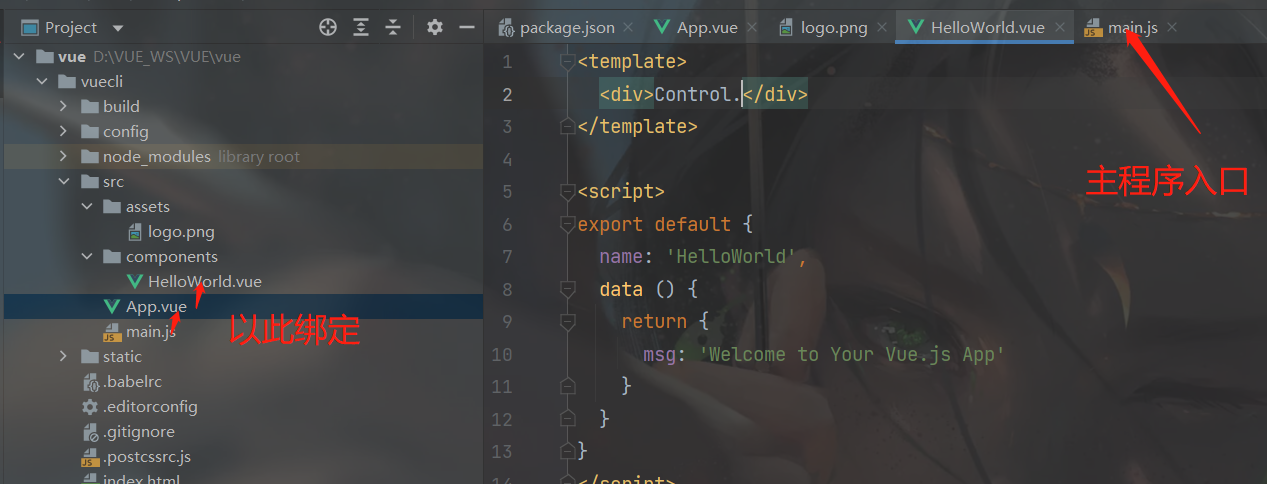 Project
package.json
App.vue
logo.png
HelloWorld.vue
main.js
vue D:\VUE_WS\VUE\vue
vuecli
build
config
node_modules library root
src
assets
logo.png
components
HelloWorld.vue
App.vue
main.js
static
.babelrc
.editorconfig
.gitignore
.postcssrc.js
index.html
以此绑定
主程序入口
1 <template>
2 <div>Control.</div>
3 </template>
4
5 <script>
6 export default {
7 name: 'HelloWorld',
8 data () {
9 return {
10 msg: 'Welcome to Your Vue.js App'
11 }
12 }
13 }
14 </script>